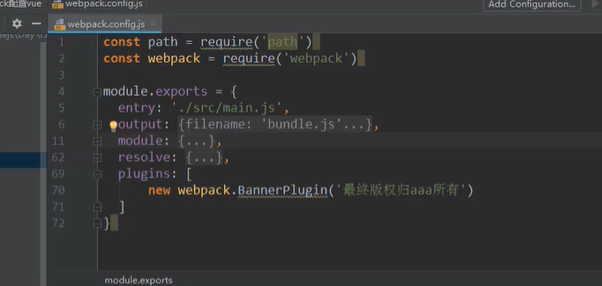 ck配置vue
webpack.config.js
Add Configuration...
webpack.config.js
1 const path = require('path')
2 const webpack = require('webpack')
3
4 module.exports = {
5 entry: './src/main.js',
6 output: {filename: 'bundle.js'...},
11 module: {...},
62 resolve: {...},
69 plugins: [
70 new webpack.BannerPlugin('最终版权归aaa所有')
71 ]
72 }
module.exports